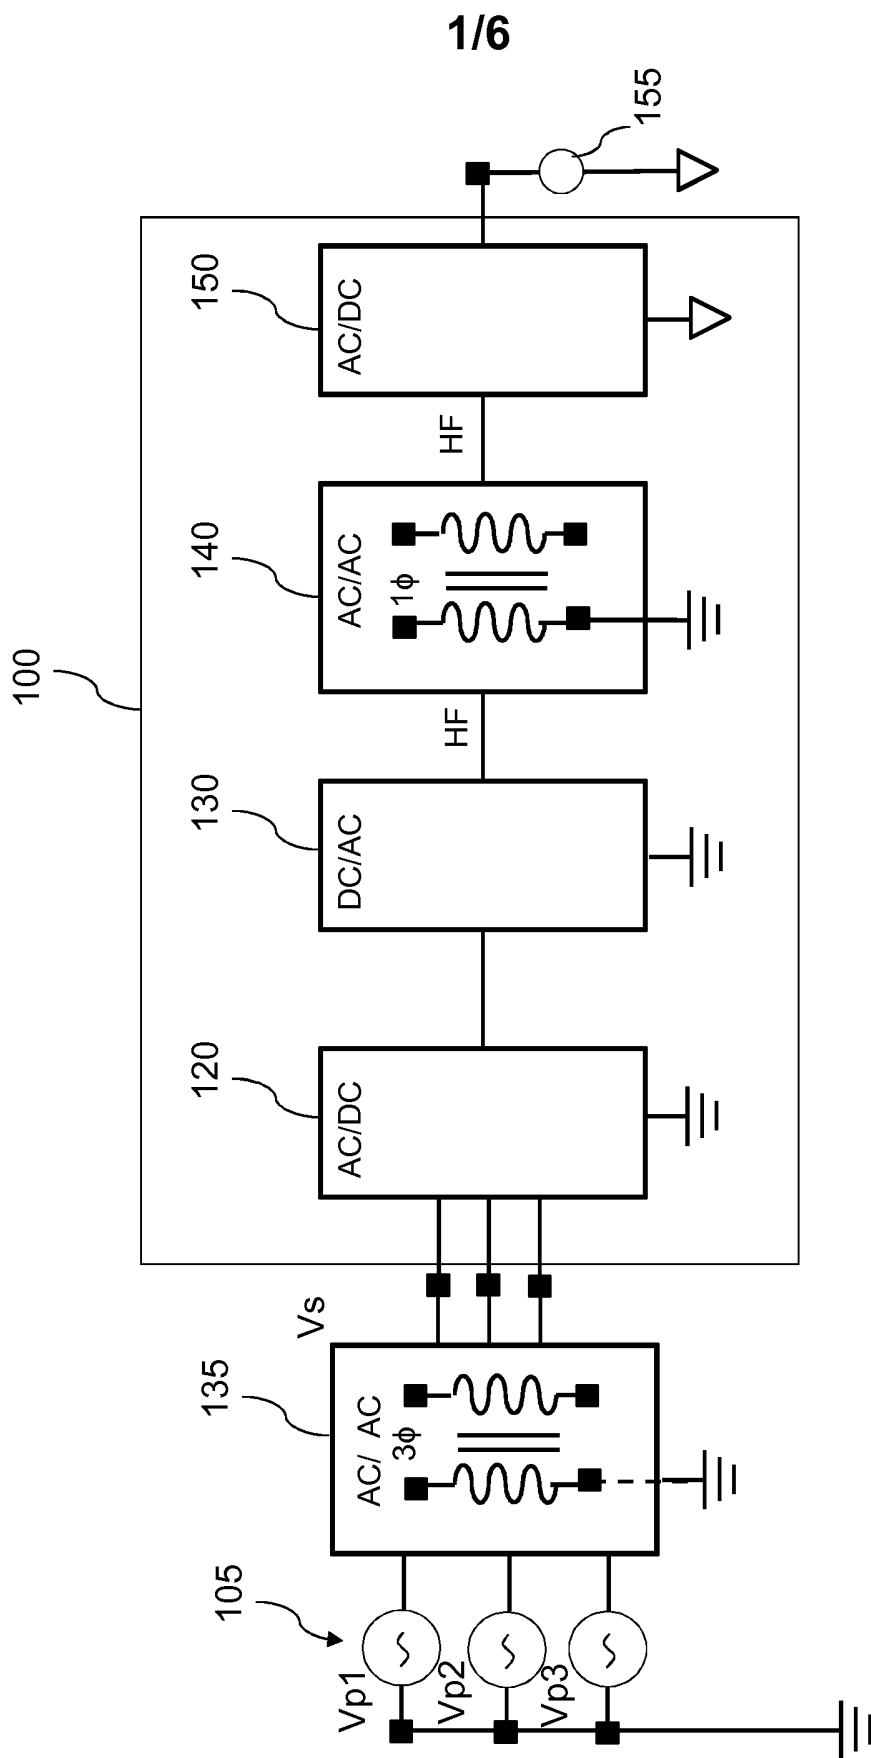 1/6
100
105
135
120
130
140
150
155
Vp1
Vp2
Vp3
AC/ AC
3ϕ
Vs
AC/DC
DC/AC
HF
AC/AC
1ϕ
HF
AC/DC